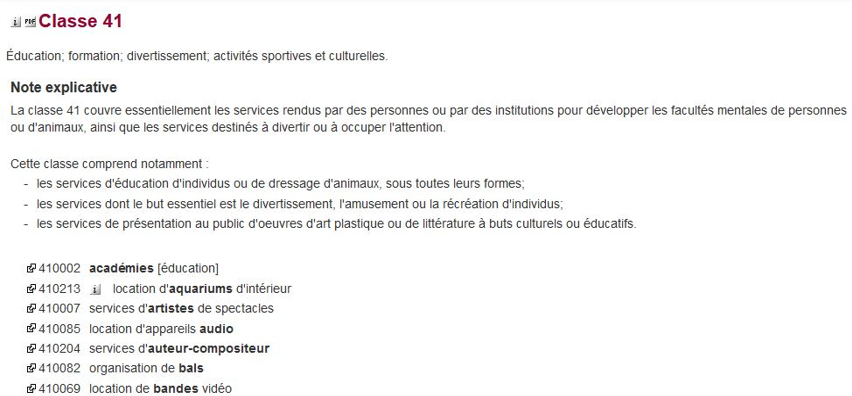 Classe 41
Éducation; formation; divertissement; activités sportives et culturelles.
Note explicative
La classe 41 couvre essentiellement les services rendus par des personnes ou par des institutions pour développer les facultés mentales de personnes
ou d'animaux, ainsi que les services destinés à divertir ou à occuper l'attention.
Cette classe comprend notamment :
- les services d'éducation d'individus ou de dressage d'animaux, sous toutes leurs formes;
- les services dont le but essentiel est le divertissement, l'amusement ou la récréation d'individus;
- les services de présentation au public d'oeuvres d'art plastique ou de littérature à buts culturels ou éducatifs.
410002 académies [éducation]
410213 location d'aquariums d'intérieur
410007 services d'artistes de spectacles
410085 location d'appareils audio
410204 services d'auteur-compositeur
410082 organisation de bals
410069 location de bandes vidéo